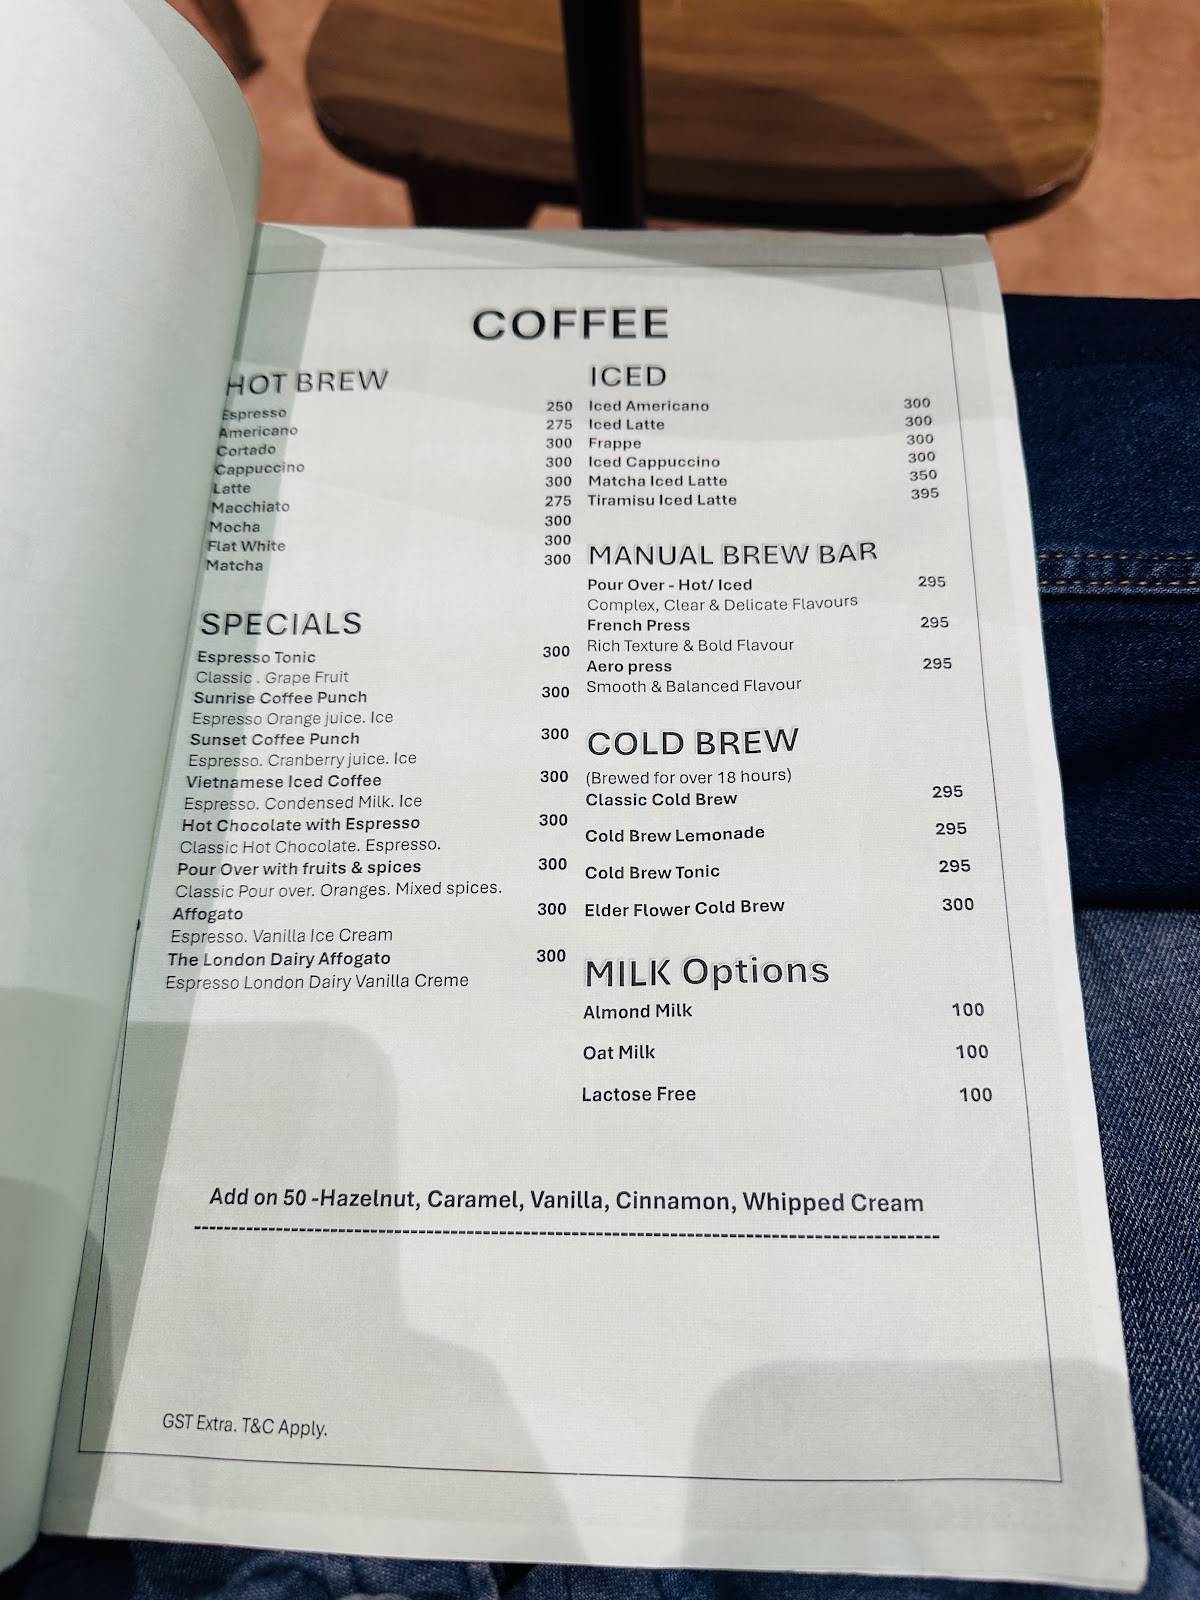 COFFEE
HOT BREW
Espresso 250
Americano 275
Cortado 300
Cappuccino 300
Latte 300
Macchiato 275
Mocha 300
Flat White 300
Matcha 300
SPECIALS
Espresso Tonic 300
Classic . Grape Fruit
Sunrise Coffee Punch 300
Espresso Orange juice. Ice
Sunset Coffee Punch 300
Espresso. Cranberry juice. Ice
Vietnamese Iced Coffee 300
Espresso. Condensed Milk. Ice
Hot Chocolate with Espresso 300
Classic Hot Chocolate. Espresso.
Pour Over with fruits & spices 300
Classic Pour over. Oranges. Mixed spices.
Affogato 300
Espresso. Vanilla Ice Cream
The London Dairy Affogato 300
Espresso London Dairy Vanilla Creme
ICED
Iced Americano 300
Iced Latte 300
Frappe 300
Iced Cappuccino 300
Matcha Iced Latte 350
Tiramisu Iced Latte 395
MANUAL BREW BAR
Pour Over - Hot/ Iced 295
Complex, Clear & Delicate Flavours
French Press 295
Rich Texture & Bold Flavour
Aero press 295
Smooth & Balanced Flavour
COLD BREW
(Brewed for over 18 hours)
Classic Cold Brew 295
Cold Brew Lemonade 295
Cold Brew Tonic 295
Elder Flower Cold Brew 300
MILK Options
Almond Milk 100
Oat Milk 100
Lactose Free 100
Add on 50 -Hazelnut, Caramel, Vanilla, Cinnamon, Whipped Cream
GST Extra. T&C Apply.